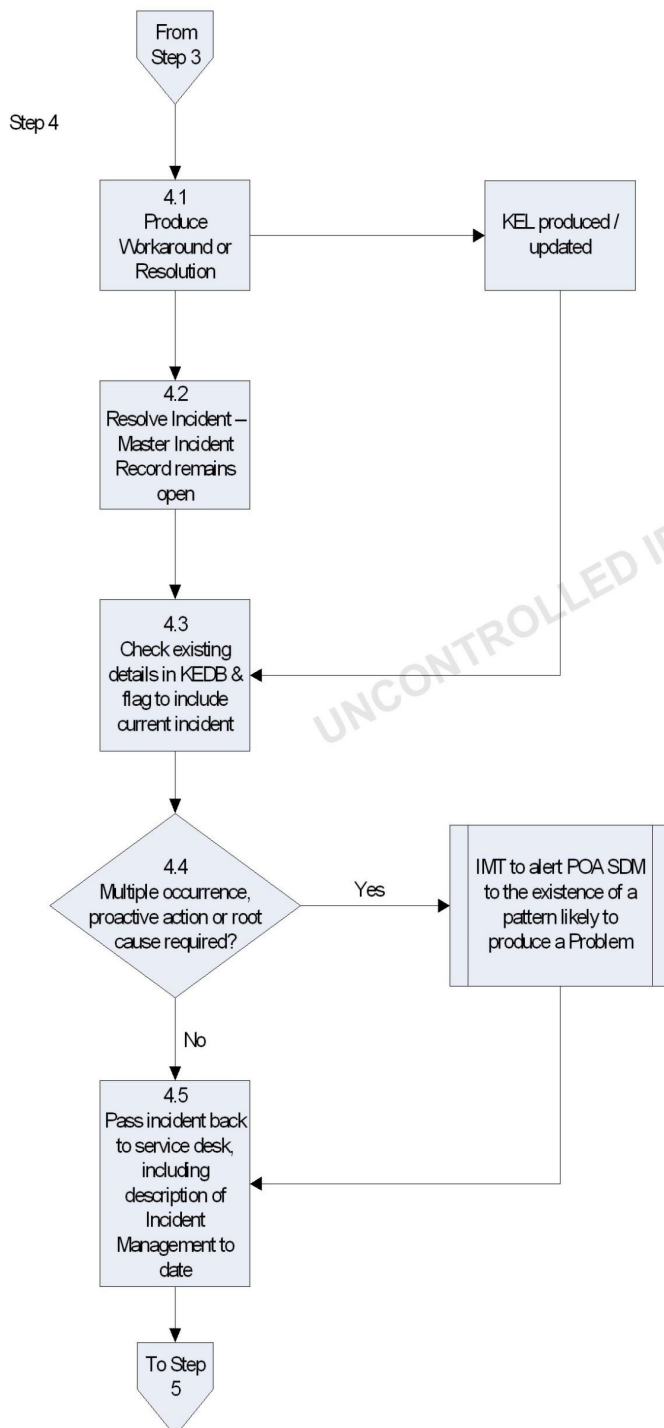 From
Step 3
Step 4
4.1
Produce
Workaround or
Resolution
KEL produced /
updated
4.2
Resolve Incident –
Master Incident
Record remains
open
4.3
Check existing
details in KEDB &
flag to include
current incident
UNCONTROLLED
4.4
Multiple occurrence,
proactive action or root
cause required?
Yes
IMT to alert POA SDM
to the existence of a
pattern likely to
produce a Problem
No
4.5
Pass incident back
to service desk,
including
description of
Incident
Management to
date
To Step
5